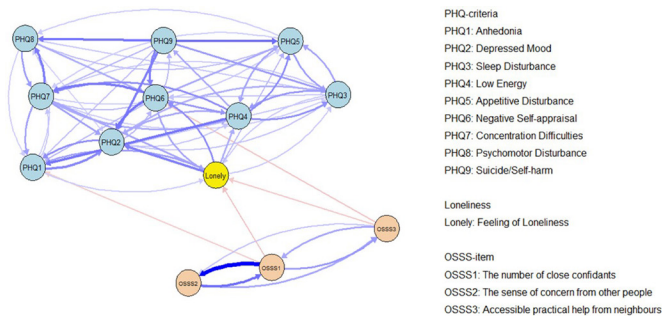 PHQ8
PHQ9
PHQ5
PHQ7
PHQ6
PHQ3
PHQ4
PHQ2
PHQ1
Lonely
OSSS3
OSSS1
OSSS2
PHQ-criteria
PHQ1: Anhedonia
PHQ2: Depressed Mood
PHQ3: Sleep Disturbance
PHQ4: Low Energy
PHQ5: Appetitive Disturbance
PHQ6: Negative Self-appraisal
PHQ7: Concentration Difficulties
PHQ8: Psychomotor Disturbance
PHQ9: Suicide/Self-harm
Loneliness
Lonely: Feeling of Loneliness
OSSS-item
OSSS1: The number of close confidants
OSSS2: The sense of concern from other people
OSSS3: Accessible practical help from neighbours